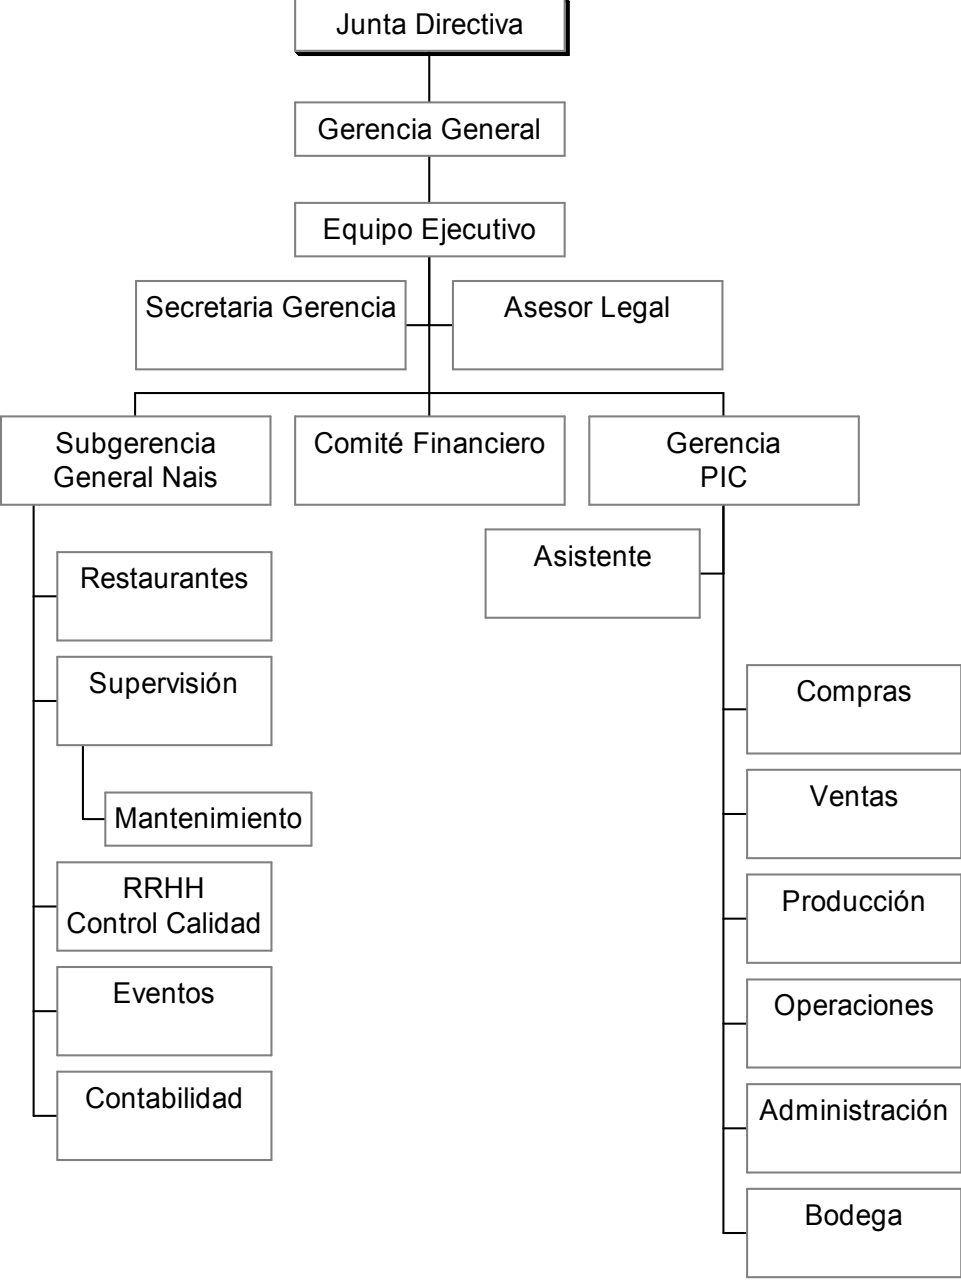 Junta Directiva
Gerencia General
Equipo Ejecutivo
Secretaria Gerencia
Asesor Legal
Subgerencia
General Nais
Comité Financiero
Gerencia
PIC
Asistente
Restaurantes
Supervisión
Mantenimiento
RRHH
Control Calidad
Eventos
Contabilidad
Compras
Ventas
Producción
Operaciones
Administración
Bodega